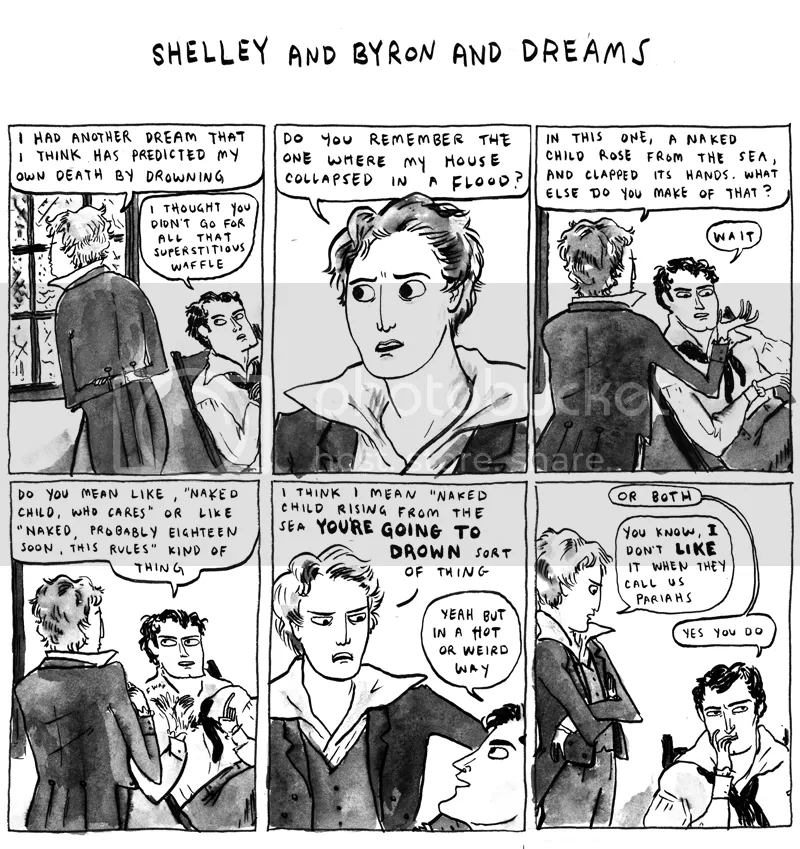 SHELLEY AND BYRON AND DREAMS
I HAD ANOTHER DREAM THAT
I THINK HAS PREDICTED MY
OWN DEATH BY DROWNING
I THOUGHT YOU
DIDN'T GO FOR
ALL THAT
SUPERSTITIOUS
WAFFLE
DO YOU REMEMBER THE
ONE WHERE MY HOUSE
COLLAPSED IN A FLOOD?
IN THIS ONE, A NAKED
CHILD ROSE FROM THE SEA,
AND CLAPPED ITS HANDS. WHAT
ELSE DO YOU MAKE OF THAT?
WAIT
photobucket
host. store. share.
DO YOU MEAN LIKE, "NAKED
CHILD, WHO CARES" OR LIKE
"NAKED, PROBABLY EIGHTEEN
SOON, THIS RULES" KIND OF
THING
I THINK I MEAN "NAKED
CHILD RISING FROM THE
SEA YOU'RE GOING TO
DROWN SORT
OF THING
YEAH BUT
IN A HOT
OR WEIRD
WAY
OR BOTH
YOU KNOW, I
DON'T LIKE
IT WHEN THEY
CALL US
PARIAHS
YES YOU DO